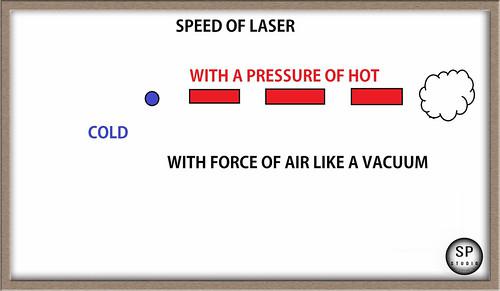 SPEED OF LASER
WITH A PRESSURE OF HOT
COLD
WITH FORCE OF AIR LIKE A VACUUM
SP
STUDIO